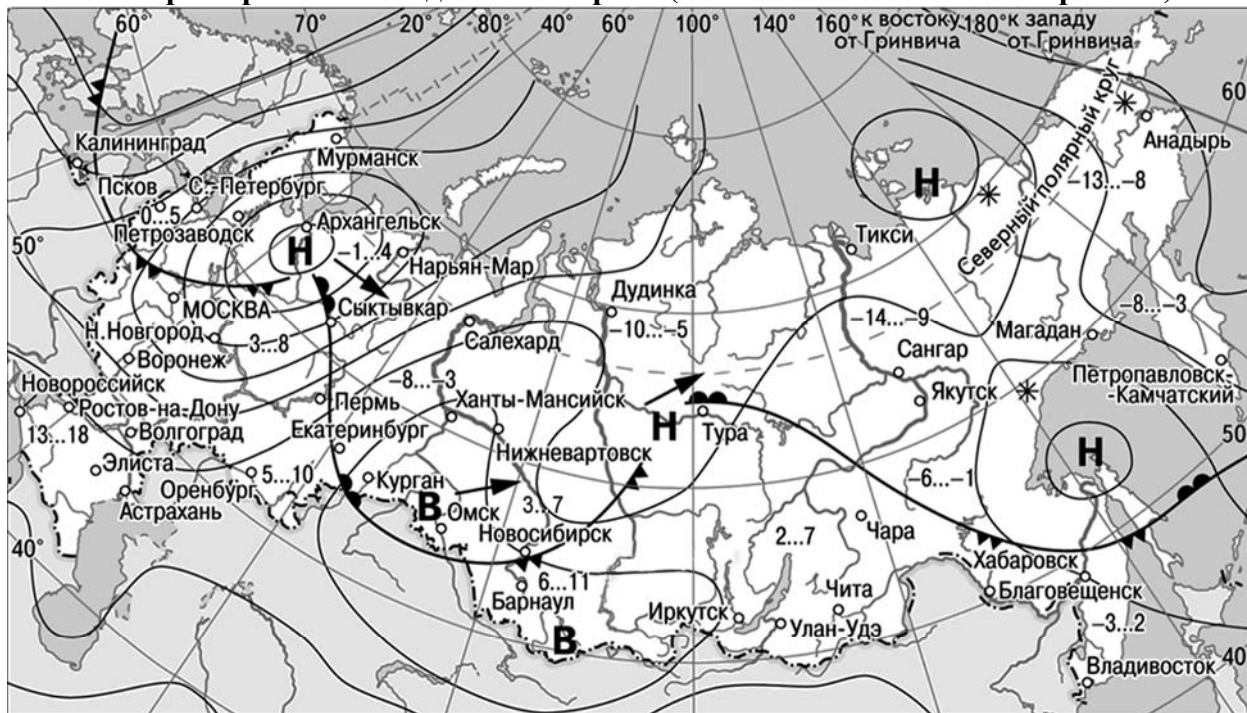 60°
70°
20°
80°
40°
60°
100°
140°
160°
к востоку
от Гринвича
180°
к западу
от Гринвича
60°
Калининград
Мурманск
Псков
С.-Петербург
0...5
Петрозаводск
Архангельск
Н
–1...4
Нарьян-Мар
50°
МОСКВА
Сыктывкар
Н.Новгород
3...8
Воронеж
Салехард
–8...–3
Дудинка
–10...–5
Тикси
Н
Северный полярный круг
Анадырь
–13...–8
–14...–9
–8...–3
Магадан
Сангар
Якутск
Петропавловск-
-Камчатский
Новороссийск
Ростов-на-Дону
Пермь
Ханты-Мансийск
Н
Тура
Волгоград
Екатеринбург
13...18
Нижневартовск
Н
50°
Элиста
5...10
Курган
–6...–1
Оренбург
В
Астрахань
Омск
3...7
Чара
40°
Новосибирск
2...7
Хабаровск
6...11
Барнаул
Чита
Благовещенск
Иркутск
Улан-Удэ
–3...2
В
80°
100°
120°
40°
Владивосток